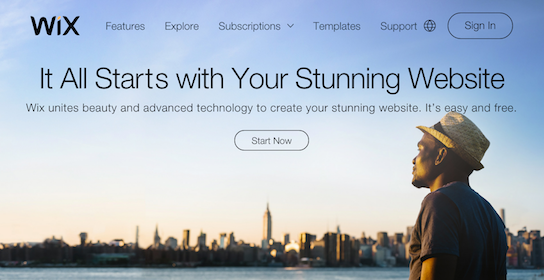 WiX Features Explore Subscriptions Templates Support Sign In
It All Starts with Your Stunning Website
Wix unites beauty and advanced technology to create your stunning website. It's easy and free.
Start Now